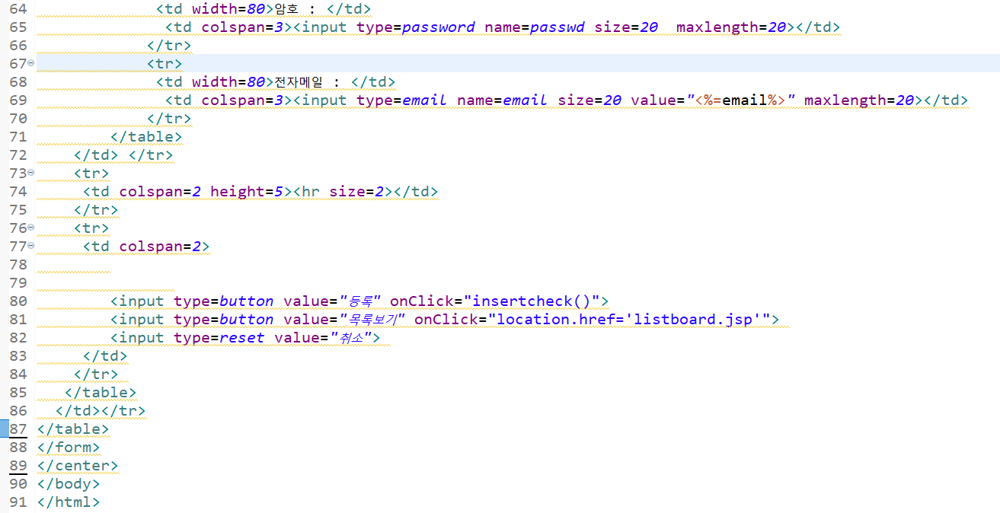 64 <td width=80>암호 : </td>
65 <td colspan=3><input type=password name=passwd size=20  maxlength=20></td>
66 </tr>
67 <tr>
68 <td width=80>전자메일 : </td>
69 <td colspan=3><input type=email name=email size=20 value="<%=email%>" maxlength=20></td>
70 </tr>
71 </table>
72 </td> </tr>
73 <tr>
74 <td colspan=2 height=5><hr size=2></td>
75 </tr>
76 <tr>
77 <td colspan=2>
78
79
80 <input type=button value="등록" onClick="insertcheck()">
81 <input type=button value="목록보기" onClick="location.href='listboard.jsp'">
82 <input type=reset value="취소">
83 </td>
84 </tr>
85 </table>
86 </td></tr>
87 </table>
88 </form>
89 </center>
90 </body>
91 </html>